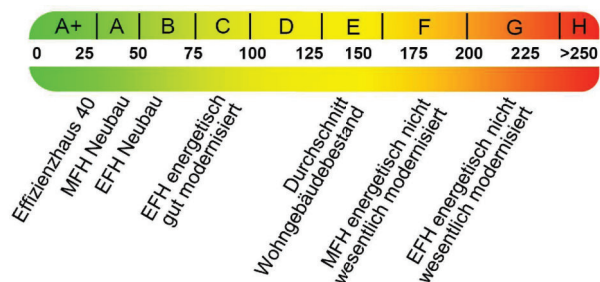 A+ A B C D E F G H
0 25 50 75 100 125 150 175 200 225 >250
Effizienzhaus 40
MFH Neubau
EFH Neubau
EFH energetisch
gut modernisiert
Durchschnitt
Wohngebäudebestand
MFH energetisch nicht
wesentlich modernisiert
EFH energetisch nicht
wesentlich modernisiert